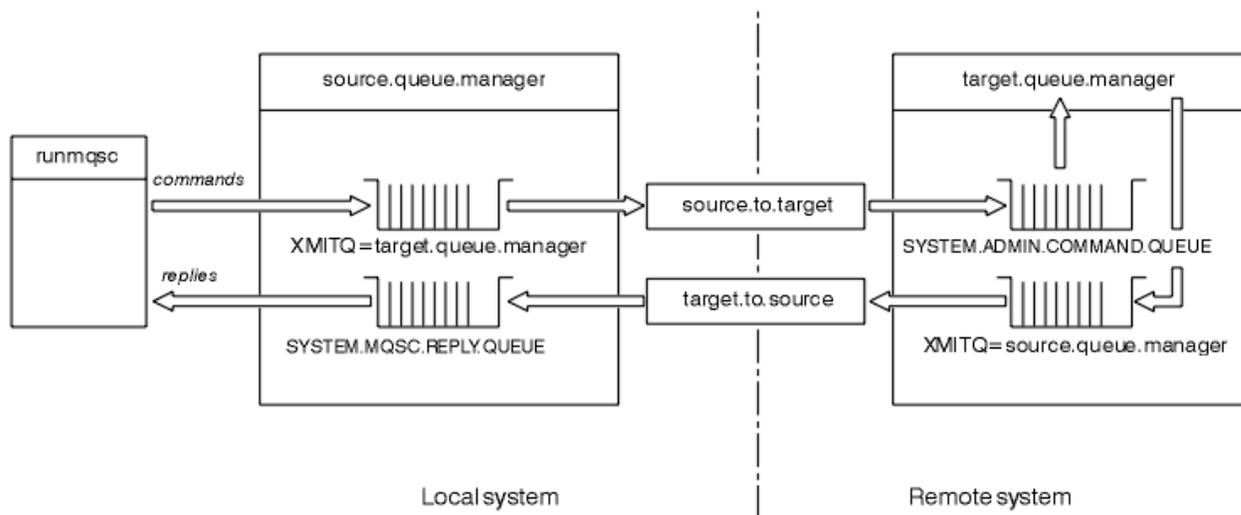 source.queue.manager
target.queue.manager
runmqsc
commands
source.to.target
XMITQ=target.queue.manager
SYSTEM.ADMIN.COMMAND.QUEUE
replies
target.to.source
SYSTEM.MQSC.REPLY.QUEUE
XMITQ=source.queue.manager
Local system
Remote system